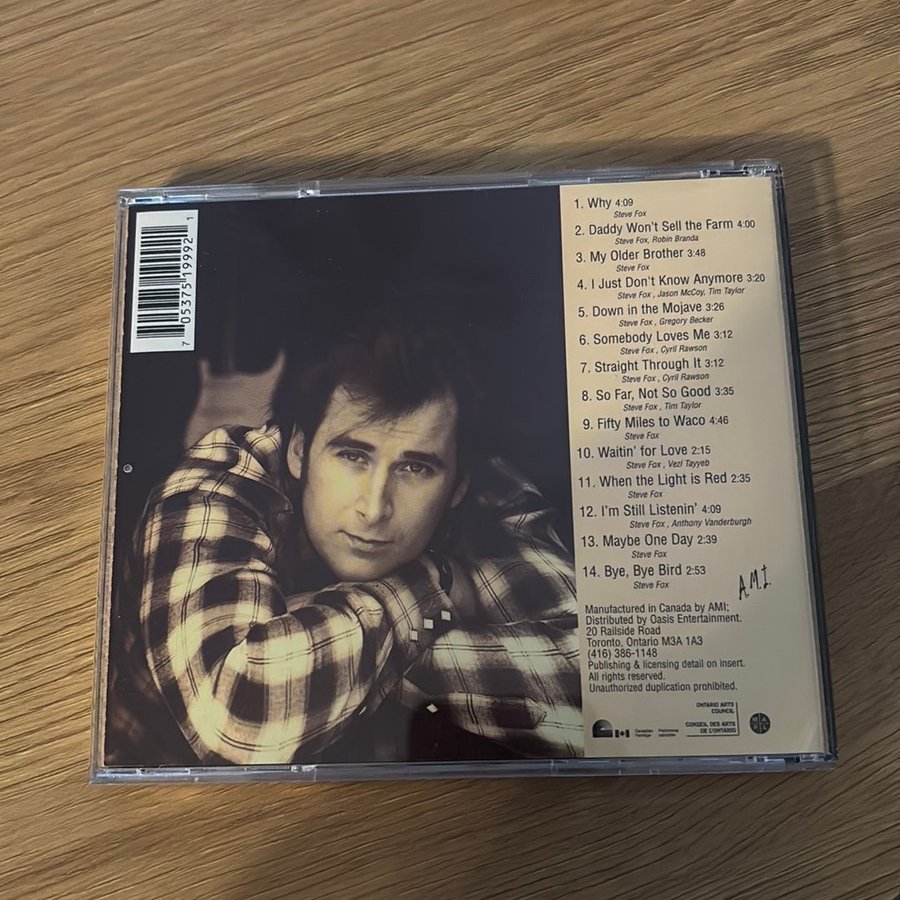 7 05375 19992 1
1. Why 4:09
Steve Fox
2. Daddy Won't Sell the Farm 4:00
Steve Fox, Robin Branda
3. My Older Brother 3:48
Steve Fox
4. I Just Don't Know Anymore 3:20
Steve Fox , Jason McCoy, Tim Taylor
5. Down in the Mojave 3:26
Steve Fox , Gregory Becker
6. Somebody Loves Me 3:12
Steve Fox , Cyril Rawson
7. Straight Through It 3:12
Steve Fox , Cyril Rawson
8. So Far, Not So Good 3:35
Steve Fox , Tim Taylor
9. Fifty Miles to Waco 4:46
Steve Fox
10. Waitin' for Love 2:15
Steve Fox , Vezi Tayyeb
11. When the Light is Red 2:35
Steve Fox
12. I'm Still Listenin' 4:09
Steve Fox , Anthony Vanderburgh
13. Maybe One Day 2:39
Steve Fox
14. Bye, Bye Bird 2:53
Steve Fox
A.M.I.
Manufactured in Canada by AMI;
Distributed by Oasis Entertainment.
20 Railside Road
Toronto, Ontario M3A 1A3
(416) 386-1148
Publishing & licensing detail on insert.
All rights reserved.
Unauthorized duplication prohibited.
ONTARIO ARTS
COUNCIL
CONSEIL DES ARTS
DE L'ONTARIO
Canadian Patrimoine
Heritage canadien